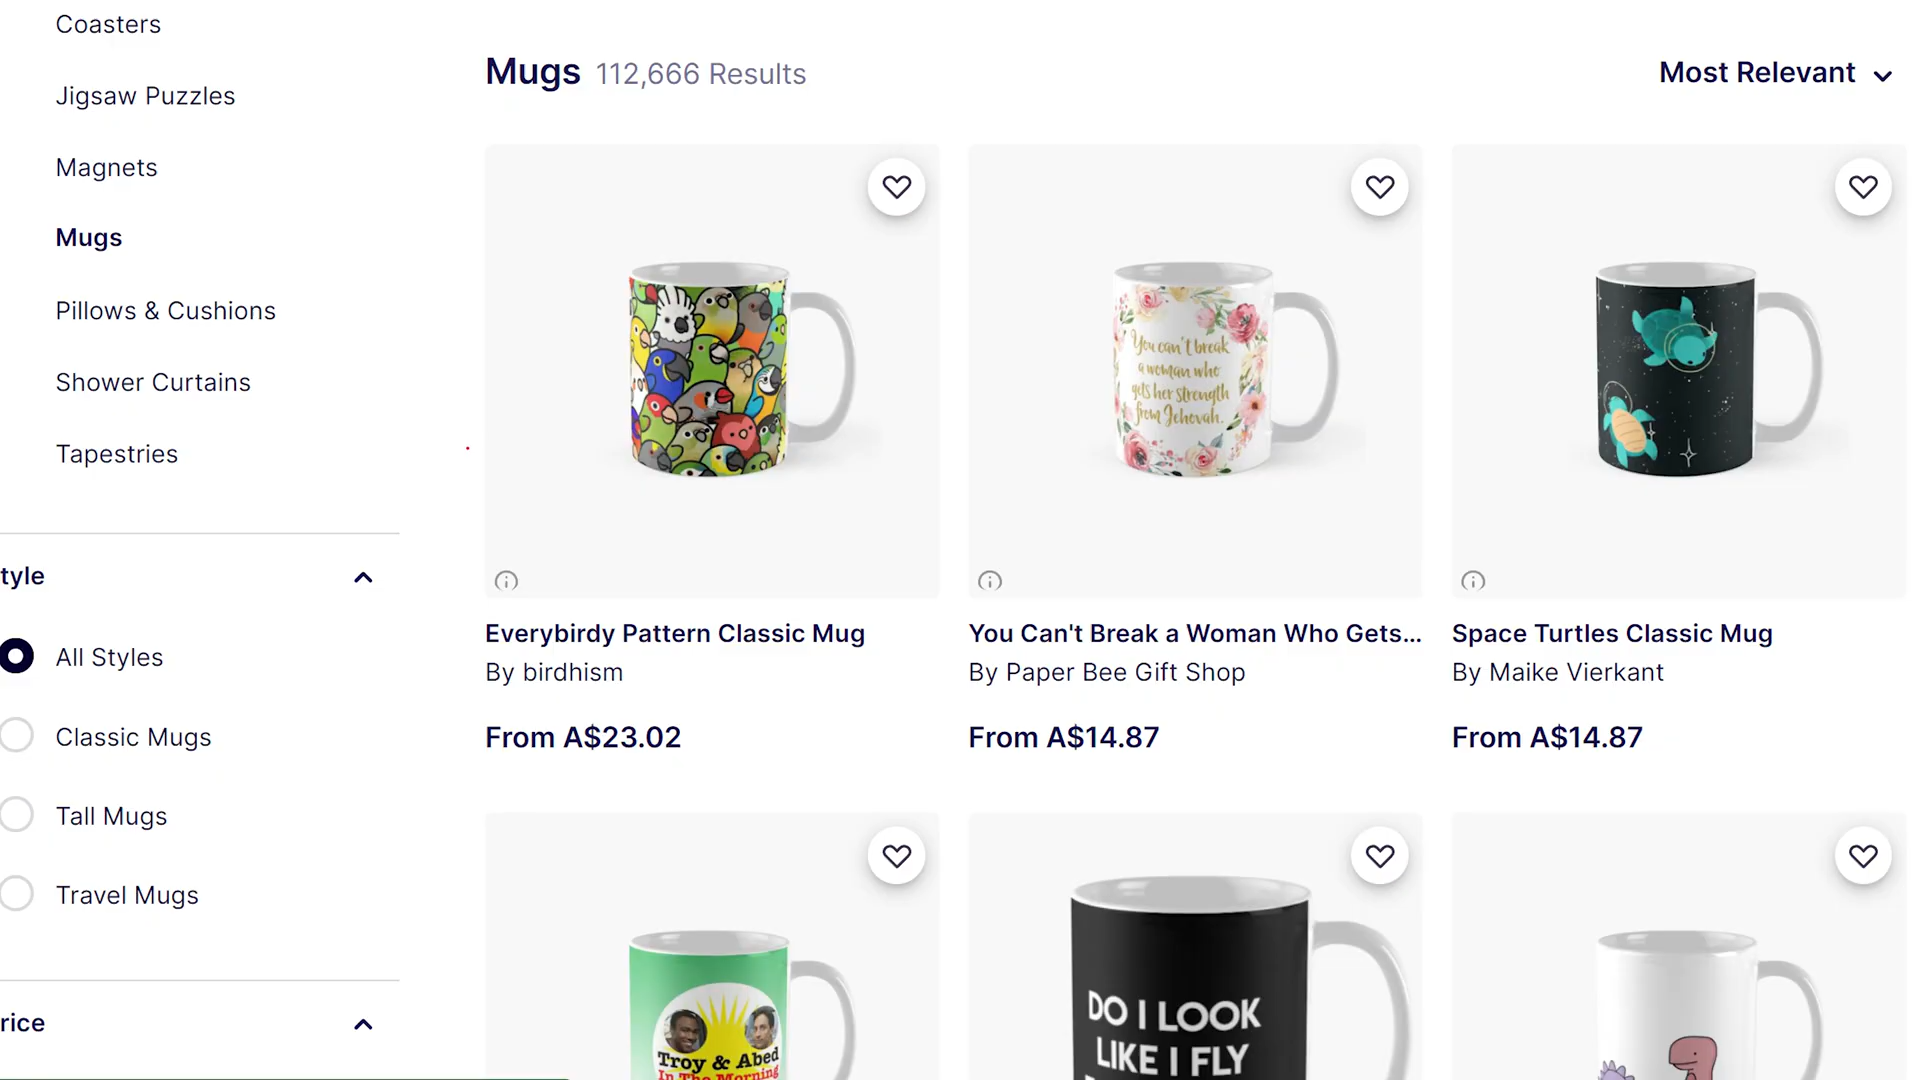 Coasters
Jigsaw Puzzles
Magnets
Mugs
Pillows & Cushions
Shower Curtains
Tapestries
tyle
All Styles
Classic Mugs
Tall Mugs
Travel Mugs
rice
Mugs 112,666 Results
Most Relevant
You can't break
a woman who
gets her strength
from Jehovah.
Everybirdy Pattern Classic Mug
By birdhism
From A$23.02
You Can't Break a Woman Who Gets...
By Paper Bee Gift Shop
From A$14.87
Space Turtles Classic Mug
By Maike Vierkant
From A$14.87
Troy & Abed
In The Morning
DO I LOOK
LIKE I FLY